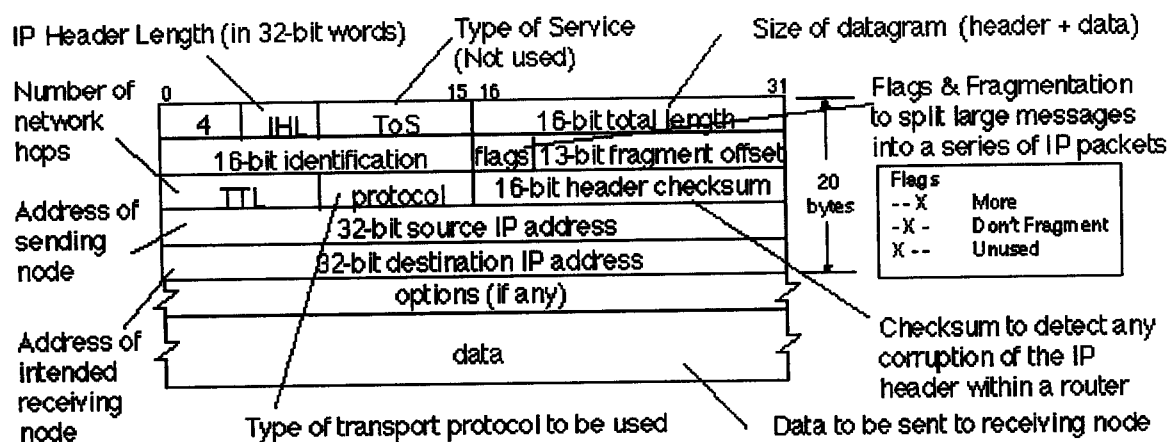 IP Header Length (in 32-bit words)
Type of Service
(Not used)
Size of datagram (header + data)
Number of
network
hops
0
15 16
31
Flags & Fragmentation
to split large messages
into a series of IP packets
4 IHL ToS 16-bit total length
16-bit identification flags 13-bit fragment offset
TTL protocol 16-bit header checksum
20
bytes
Flags
--X More
-X- Don't Fragment
X-- Unused
Address of
sending
node
32-bit source IP address
32-bit destination IP address
options (if any)
data
Address of
intended
receiving
node
Checksum to detect any
corruption of the IP
header within a router
Type of transport protocol to be used
Data to be sent to receiving node